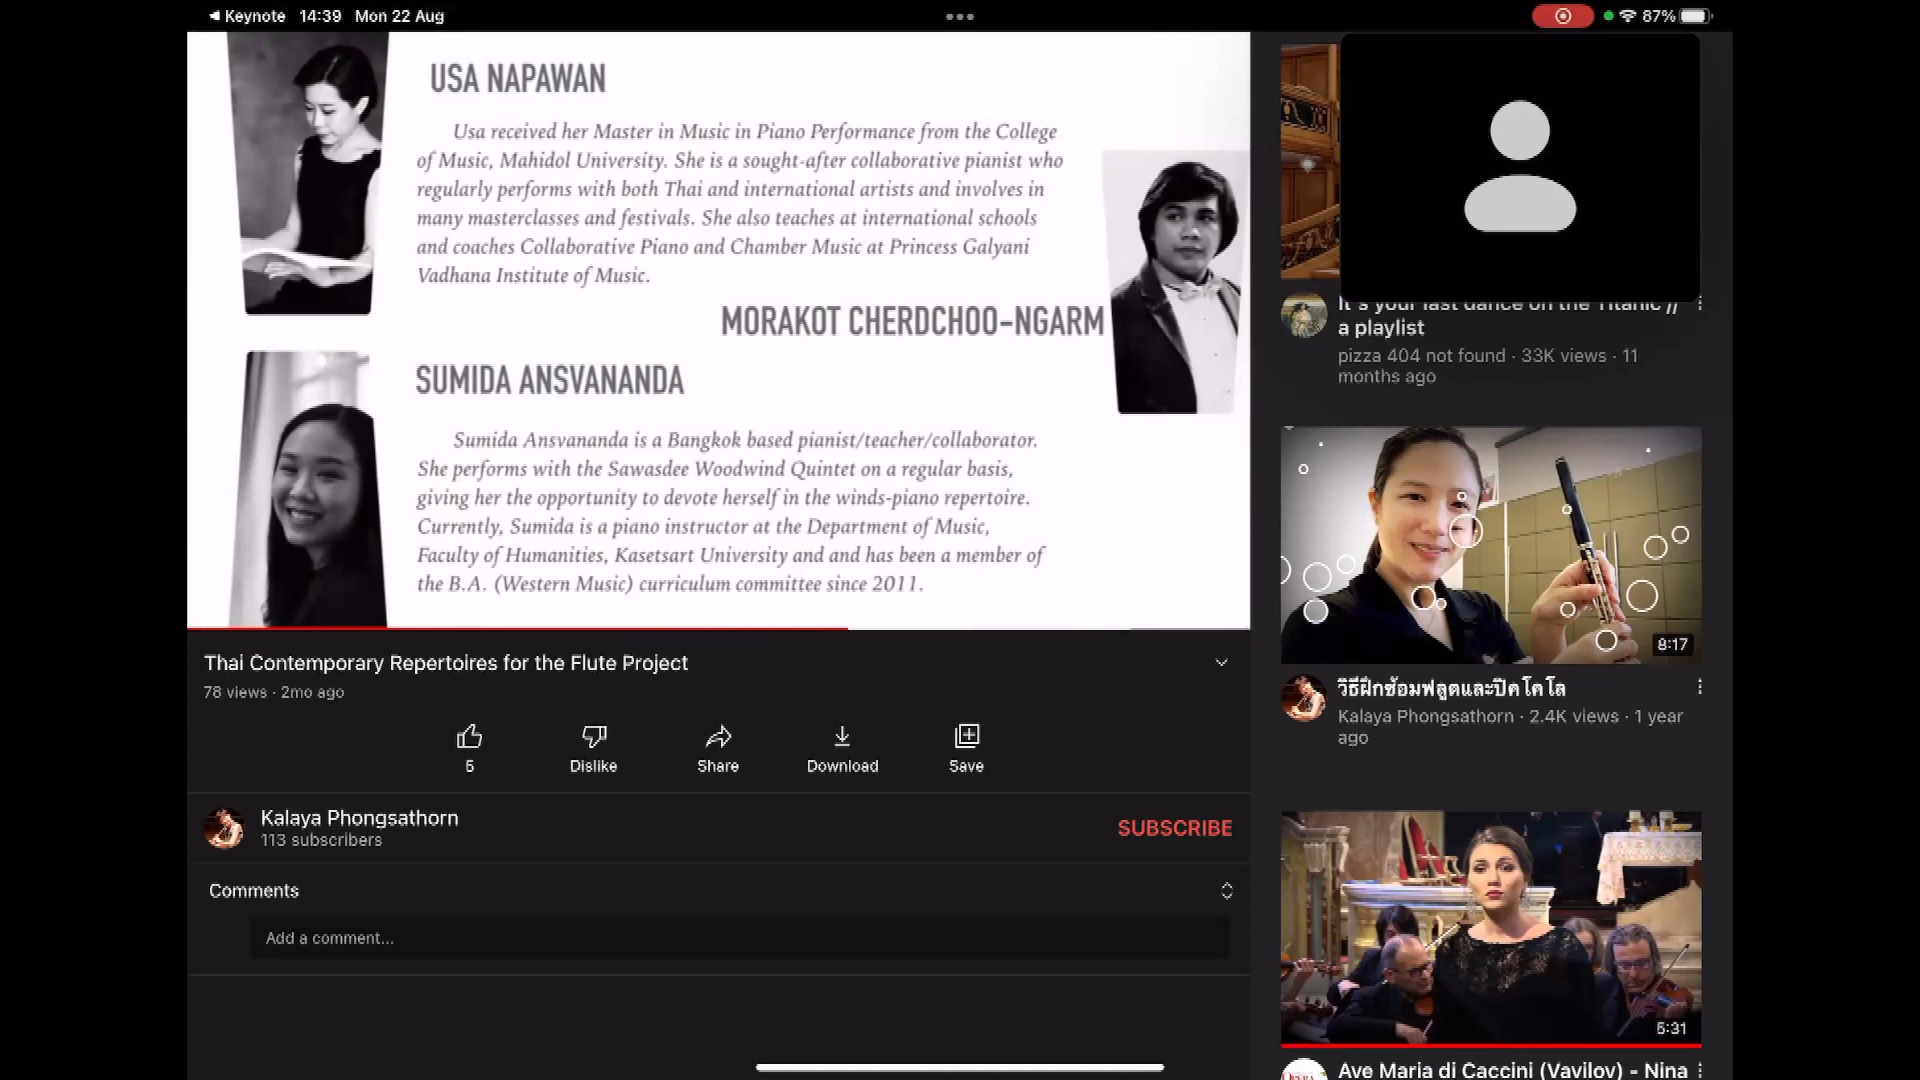 Keynote 14:39 Mon 22 Aug
87%
USA NAPAWAN
Usa received her Master in Music in Piano Performance from the College
of Music, Mahidol University. She is a sought-after collaborative pianist who
regularly performs with both Thai and international artists and involves in
many masterclasses and festivals. She also teaches at international schools
and coaches Collaborative Piano and Chamber Music at Princess Galyani
Vadhana Institute of Music.
MORAKOT CHERDCHOO-NGARM
SUMIDA ANSVANANDA
Sumida Ansvananda is a Bangkok based pianist/teacher/collaborator.
She performs with the Sawasdee Woodwind Quintet on a regular basis,
giving her the opportunity to devote herself in the winds-piano repertoire.
Currently, Sumida is a piano instructor at the Department of Music,
Faculty of Humanities, Kasetsart University and and has been a member of
the B.A. (Western Music) curriculum committee since 2011.
Thai Contemporary Repertoires for the Flute Project
78 views · 2mo ago
5 Dislike Share Download Save
Kalaya Phongsathorn
113 subscribers
SUBSCRIBE
Comments
Add a comment...
It's your last dance on the Titanic //
a playlist
pizza 404 not found · 33K views · 11
months ago
8:17
วิธีฝึกซ้อมฟลูตและปิคโคโล
Kalaya Phongsathorn · 2.4K views · 1 year
ago
5:31
Ave Maria di Caccini (Vavilov) - Nina